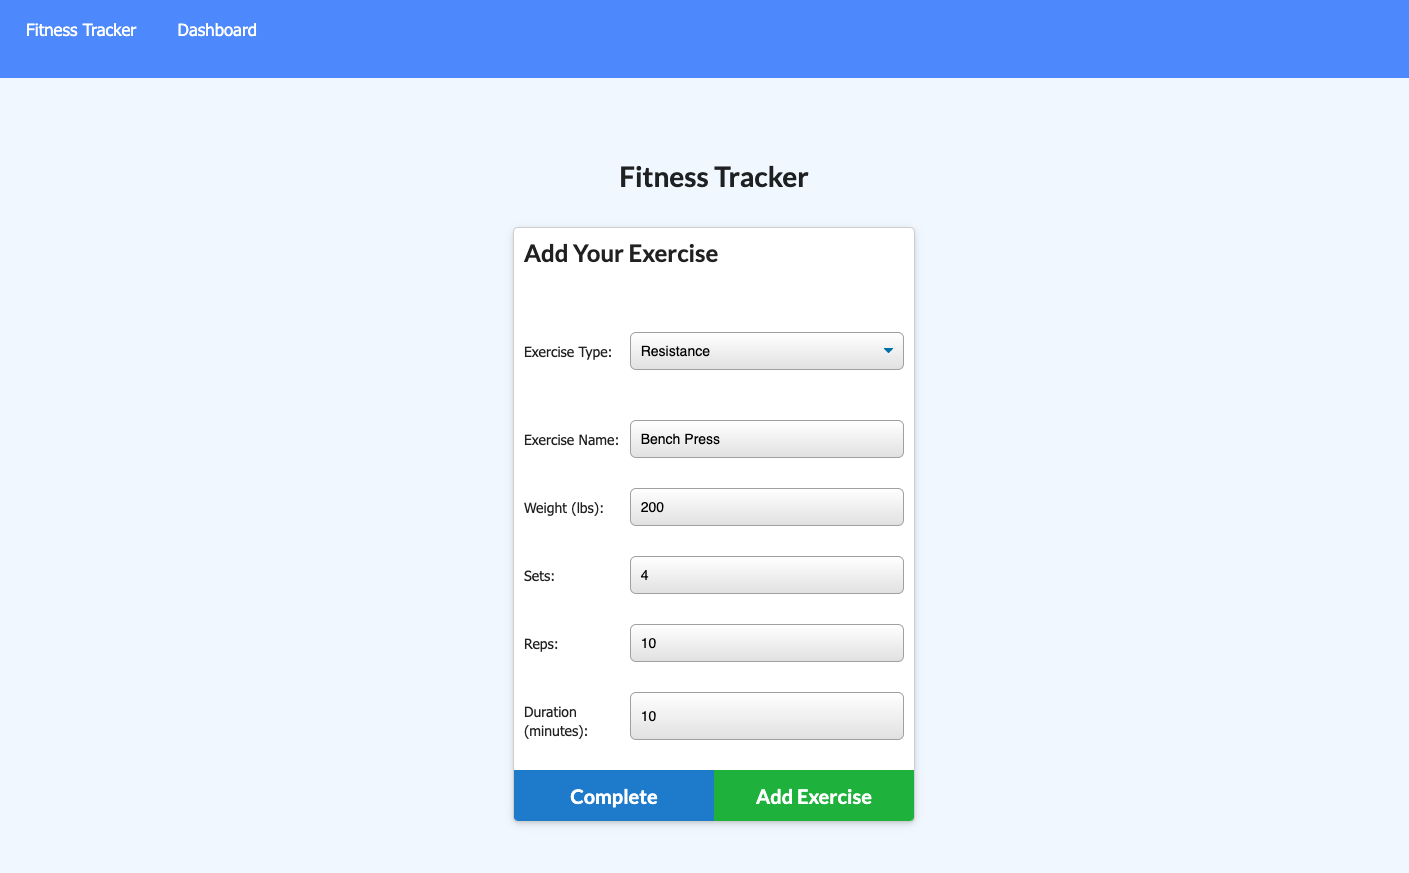 Fitness Tracker Dashboard
Fitness Tracker
Add Your Exercise
Exercise Type: Resistance
Exercise Name: Bench Press
Weight (lbs): 200
Sets: 4
Reps: 10
Duration
(minutes): 10
Complete Add Exercise